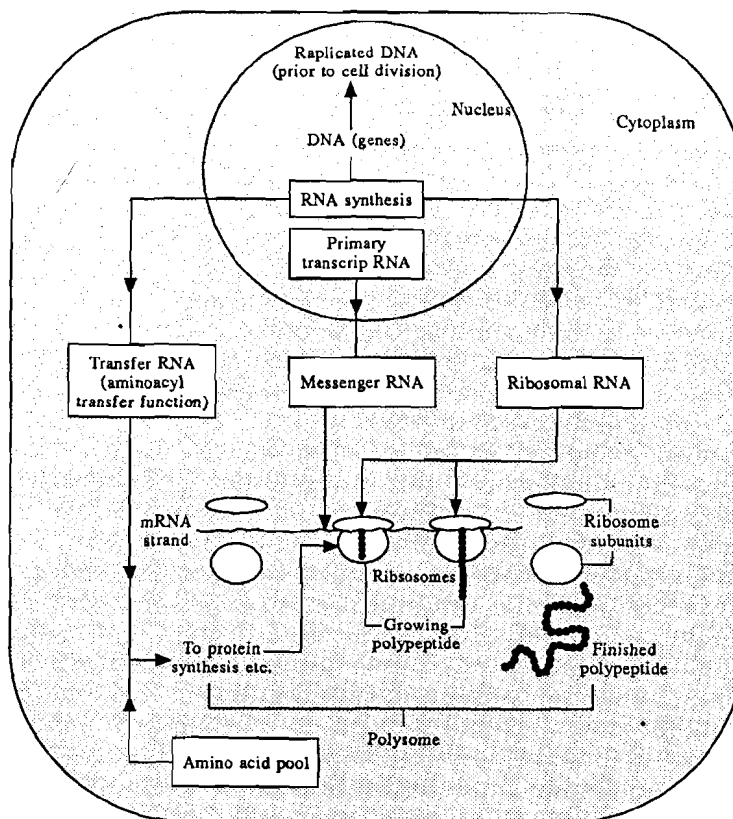 Raplicated DNA
(prior to cell division)
Nucleus
Cytoplasm
DNA (genes)
RNA synthesis
Primary
transcrip RNA
Transfer RNA
(aminoacyl
transfer function)
Messenger RNA
Ribosomal RNA
mRNA
strand
Ribosome
subunits
Ribsosomes
Growing
polypeptide
To protein
synthesis etc.
Finished
polypeptide
Polysome
Amino acid pool